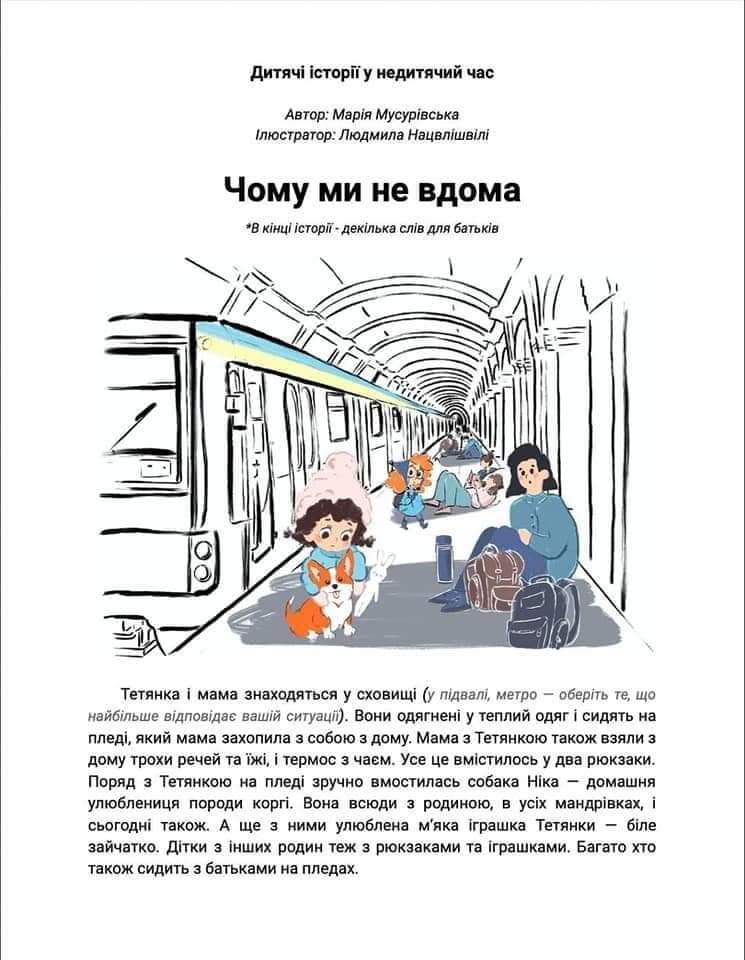 Дитячі історії у недитячий час
Автор: Марія Мусурівська
Ілюстратор: Людмила Нацвлішвілі
Чому ми не вдома
*В кінці історії - декілька слів для батьків
Тетянка і мама знаходяться у сховищі (у підвалі, метро — оберіть те, що
найбільше відповідає вашій ситуації). Вони одягнені у теплий одяг і сидять на
пледі, який мама захопила з собою з дому. Мама з Тетянкою також взяли з
дому трохи речей та їжі, і термос з чаєм. Усе це вмістилось у два рюкзаки.
Поряд з Тетянкою на пледі зручно вмостилась собака Ніка — домашня
улюблениця породи коргі. Вона всюди з родиною, в усіх мандрівках, і
сьогодні також. А ще з ними улюблена м’яка іграшка Тетянки — біле
зайчатко. Дітки з інших родин теж з рюкзаками та іграшками. Багато хто
також сидить з батьками на пледах.